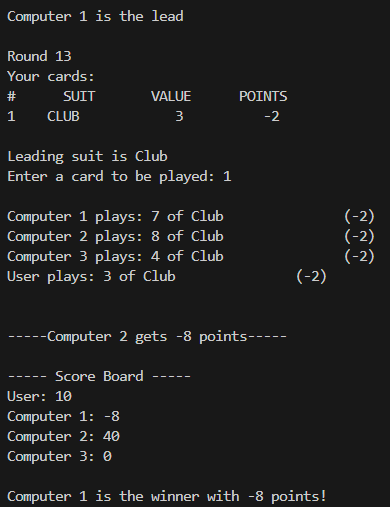 Computer 1 is the lead
Round 13
Your cards:
# SUIT VALUE POINTS
1 CLUB 3 -2
Leading suit is Club
Enter a card to be played: 1
Computer 1 plays: 7 of Club (-2)
Computer 2 plays: 8 of Club (-2)
Computer 3 plays: 4 of Club (-2)
User plays: 3 of Club (-2)
-----Computer 2 gets -8 points-----
----- Score Board -----
User: 10
Computer 1: -8
Computer 2: 40
Computer 3: 0
Computer 1 is the winner with -8 points!